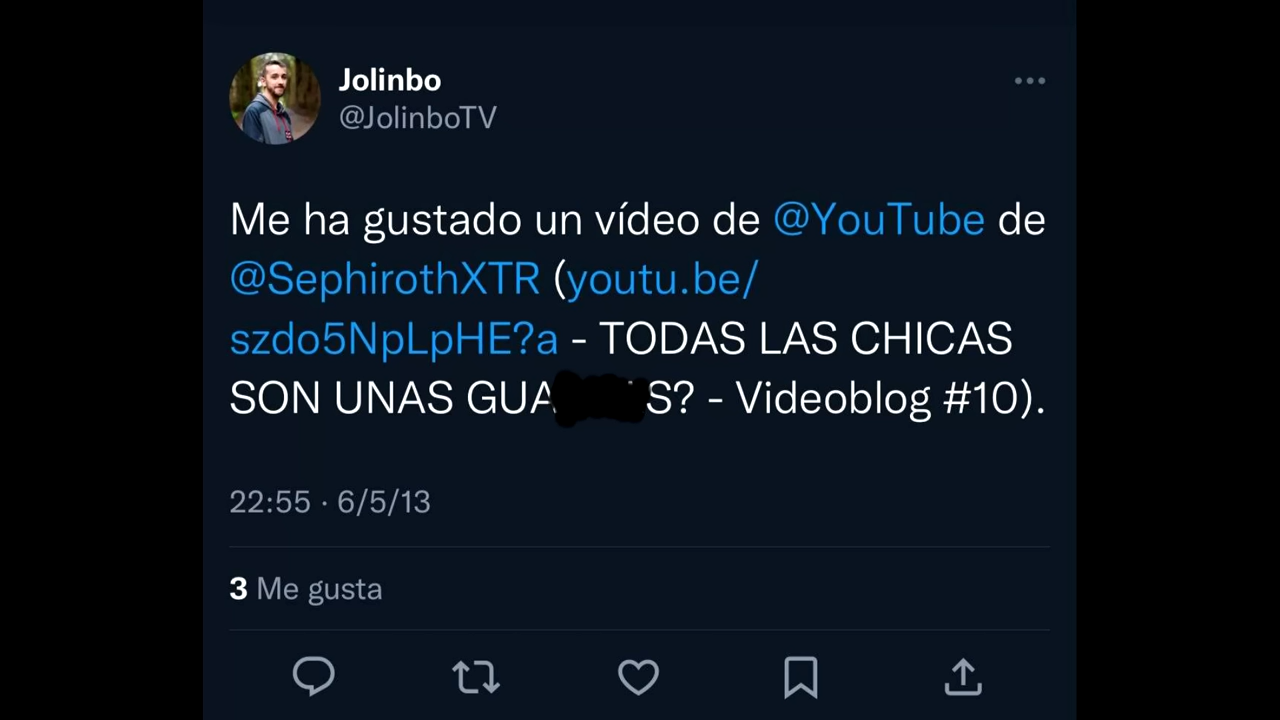 Jolinbo
@JolinboTV
Me ha gustado un vídeo de @YouTube de
@SephirothXTR (youtu.be/
szdo5NpLpHE?a - TODAS LAS CHICAS
SON UNAS GUA S? - Videoblog #10).
22:55 · 6/5/13
3 Me gusta